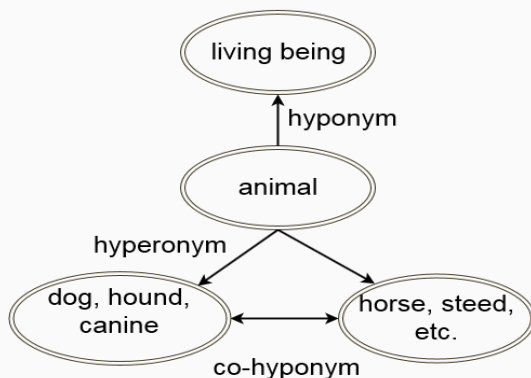 living being
hyponym
animal
hyperonym
dog, hound,
canine
horse, steed,
etc.
co-hyponym